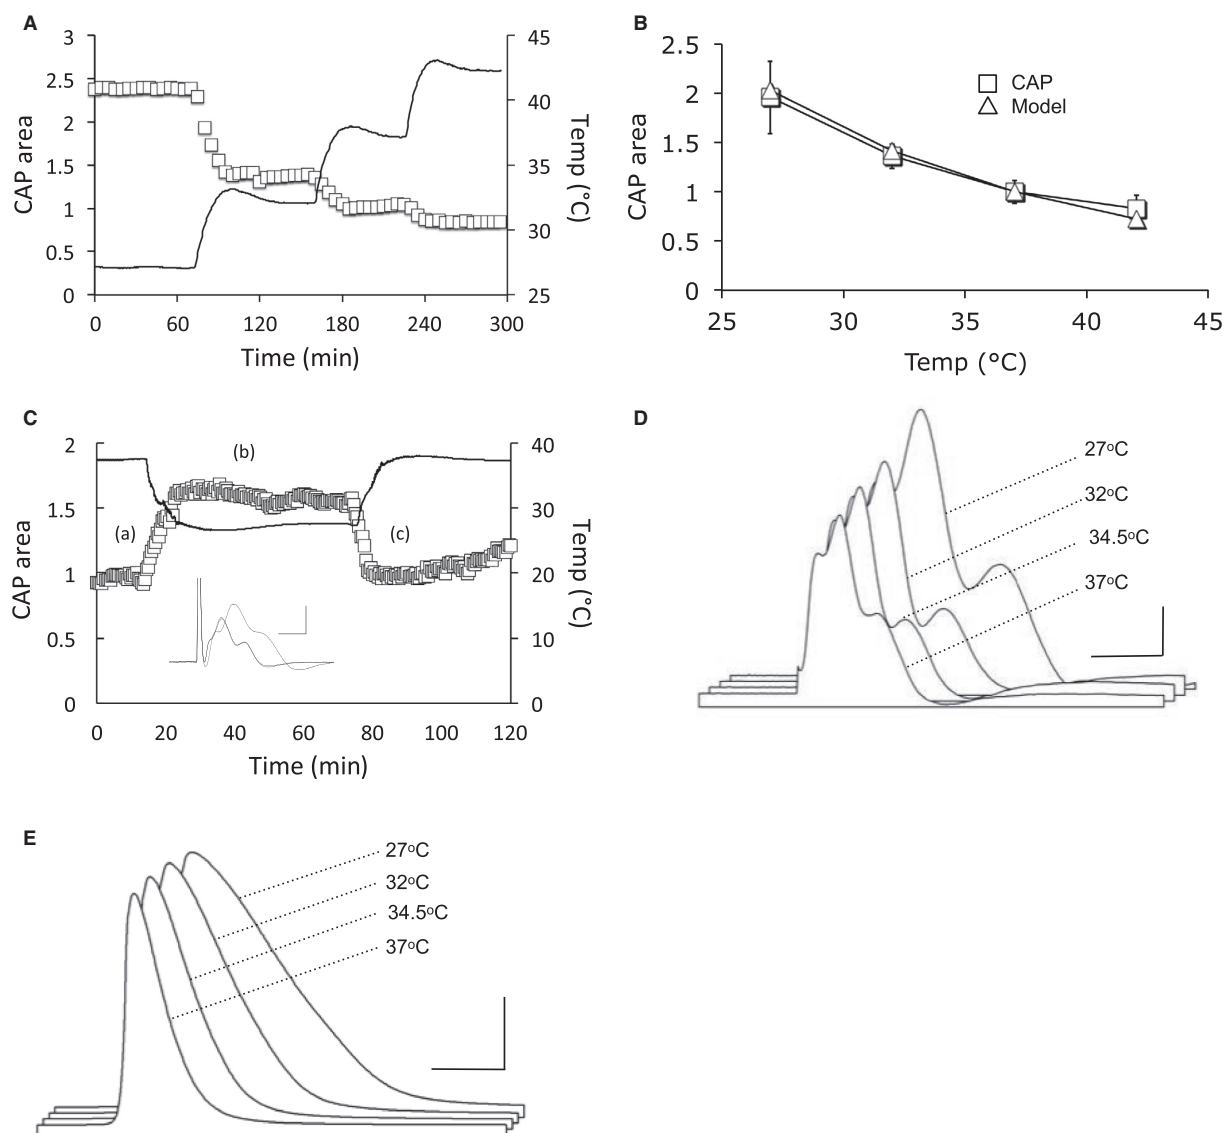 A
3
2.5
2
1.5
1
0.5
0
CAP area
45
40
35
30
25
Temp (°C)
0 60 120 180 240 300
Time (min)
B
2.5
2
1.5
1
0.5
0
CAP area
CAP
Model
25 30 35 40 45
Temp (°C)
C
2
1.5
1
0.5
0
CAP area
(a)
(b)
(c)
40
30
20
10
0
Temp (°C)
0 20 40 60 80 100 120
Time (min)
D
27°C
32°C
34.5°C
37°C
E
27°C
32°C
34.5°C
37°C